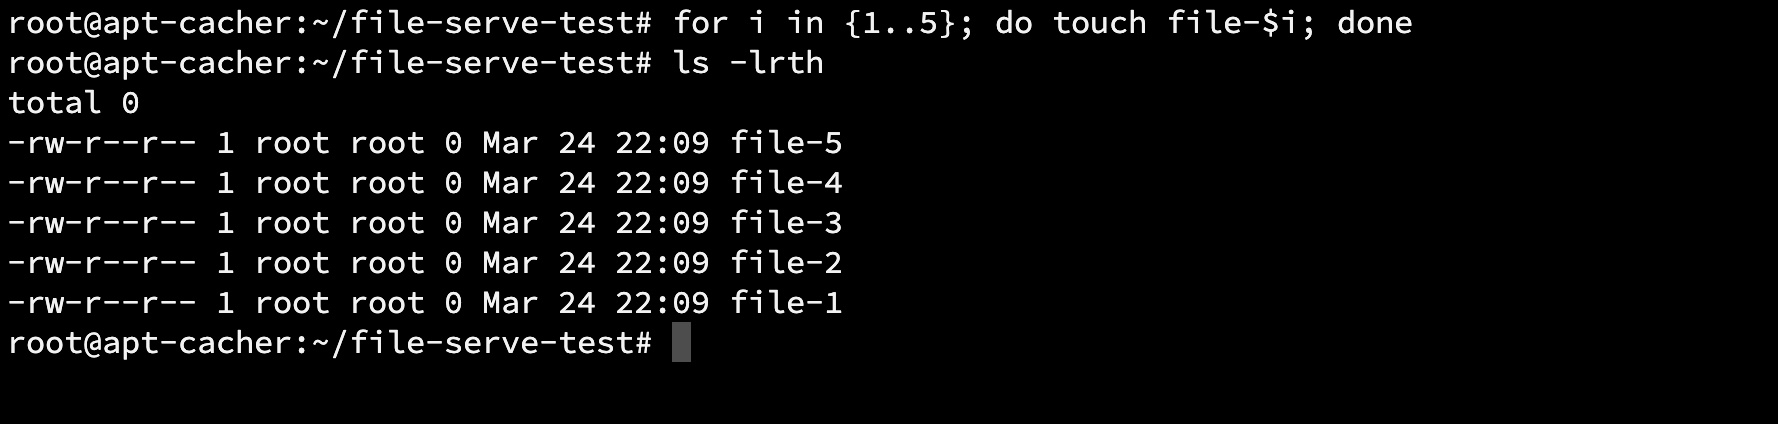 root@apt-cacher:~/file-serve-test# for i in {1..5}; do touch file-$i; done
root@apt-cacher:~/file-serve-test# ls -lrth
total 0
-rw-r--r-- 1 root root 0 Mar 24 22:09 file-5
-rw-r--r-- 1 root root 0 Mar 24 22:09 file-4
-rw-r--r-- 1 root root 0 Mar 24 22:09 file-3
-rw-r--r-- 1 root root 0 Mar 24 22:09 file-2
-rw-r--r-- 1 root root 0 Mar 24 22:09 file-1
root@apt-cacher:~/file-serve-test#